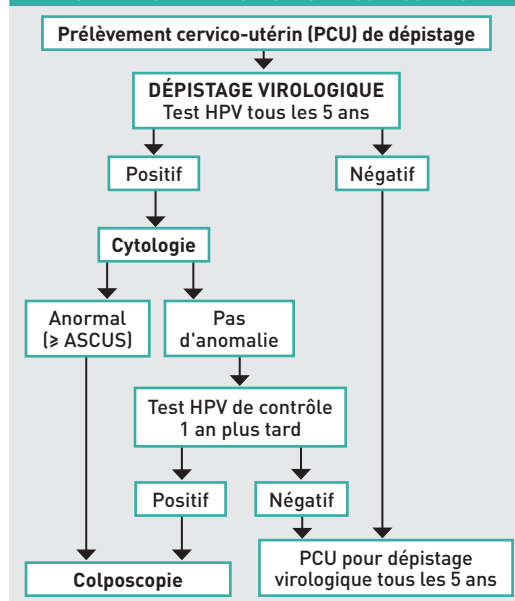 Prélèvement cervico-utérin (PCU) de dépistage
DÉPISTAGE VIROLOGIQUE
Test HPV tous les 5 ans
Positif
Négatif
Cytologie
Anormal
(≥ ASCUS)
Pas
d'anomalie
Test HPV de contrôle
1 an plus tard
Positif
Négatif
Colposcopie
PCU pour dépistage
virologique tous les 5 ans